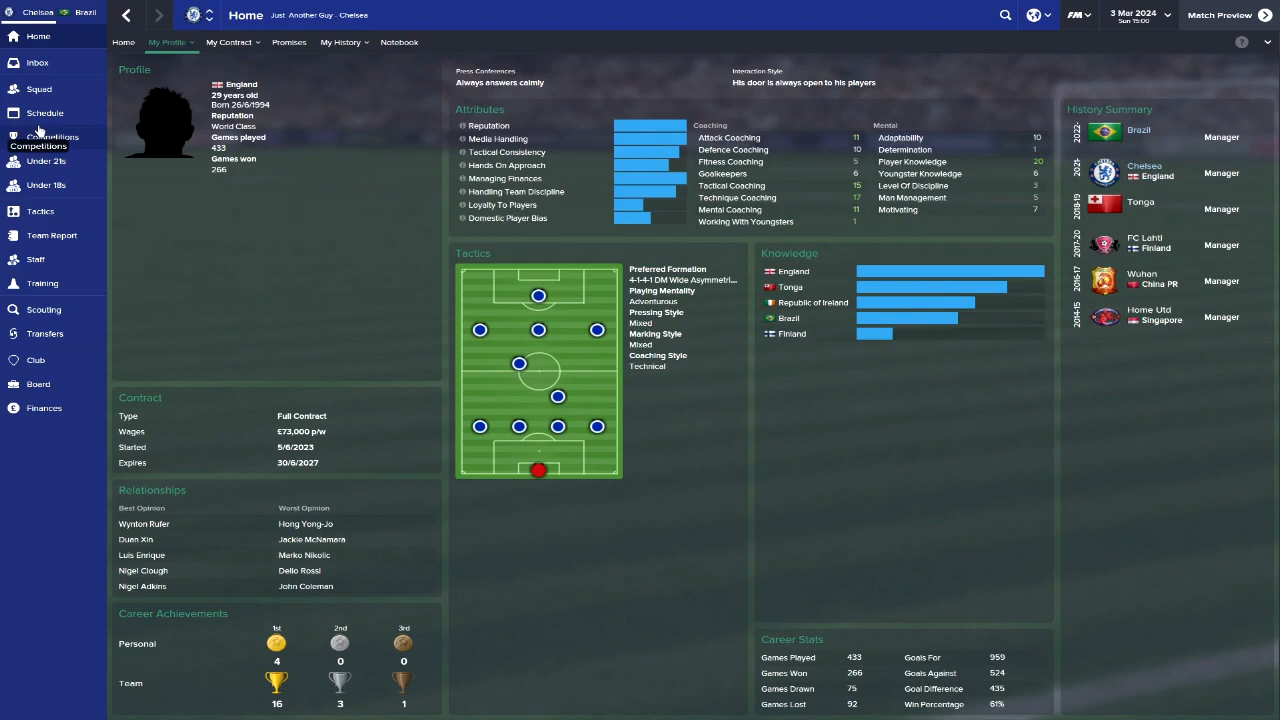 Chelsea Brazil
Home Just Another Guy - Chelsea
FM
3 Mar 2024
Sun 15:00
Match Preview
Home
Inbox
Squad
Schedule
Competitions
Competitions
Under 21s
Under 18s
Tactics
Team Report
Staff
Training
Scouting
Transfers
Club
Board
Finances
Home My Profile My Contract Promises My History Notebook
Profile
England
29 years old
Born 26/6/1994
Reputation
World Class
Games played
433
Games won
266
Press Conferences
Always answers calmly
Interaction Style
His door is always open to his players
Attributes
Reputation
Media Handling
Tactical Consistency
Hands On Approach
Managing Finances
Handling Team Discipline
Loyalty To Players
Domestic Player Bias
Coaching
Attack Coaching 11
Defence Coaching 10
Fitness Coaching 5
Goalkeepers 6
Tactical Coaching 15
Technique Coaching 17
Mental Coaching 11
Working With Youngsters 1
Mental
Adaptability 10
Determination 1
Player Knowledge 20
Youngster Knowledge 6
Level Of Discipline 3
Man Management 5
Motivating 7
History Summary
2022- Brazil Manager
2021- Chelsea England Manager
2018-19 Tonga Manager
2017-20 FC Lahti Finland Manager
2016-17 Wuhan China PR Manager
2014-15 Home Utd Singapore Manager
Tactics
Preferred Formation
4-1-4-1 DM Wide Asymmetri...
Playing Mentality
Adventurous
Pressing Style
Mixed
Marking Style
Mixed
Coaching Style
Technical
Knowledge
England
Tonga
Republic of Ireland
Brazil
Finland
Contract
Type Full Contract
Wages £73,000 p/w
Started 5/6/2023
Expires 30/6/2027
Relationships
Best Opinion Worst Opinion
Wynton Rufer Hong Yong-Jo
Duan Xin Jackie McNamara
Luis Enrique Marko Nikolic
Nigel Clough Delio Rossi
Nigel Adkins John Coleman
Career Achievements
1st 2nd 3rd
Personal 4 0 0
Team 16 3 1
Career Stats
Games Played 433 Goals For 959
Games Won 266 Goals Against 524
Games Drawn 75 Goal Difference 435
Games Lost 92 Win Percentage 61%